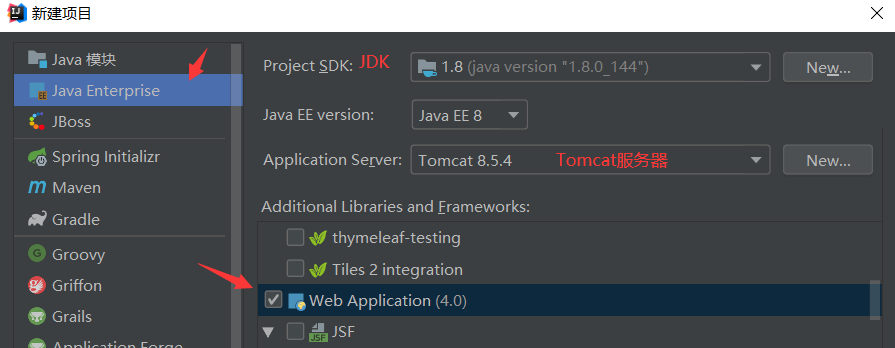 新建项目
Java 模块
Java Enterprise
JBoss
Spring Initializr
Maven
Gradle
Groovy
Griffon
Grails
Application Forge
Project SDK: JDK 1.8 (java version "1.8.0_144") New...
Java EE version: Java EE 8
Application Server: Tomcat 8.5.4 Tomcat服务器 New...
Additional Libraries and Frameworks:
thymeleaf-testing
Tiles 2 integration
Web Application (4.0)
JSF